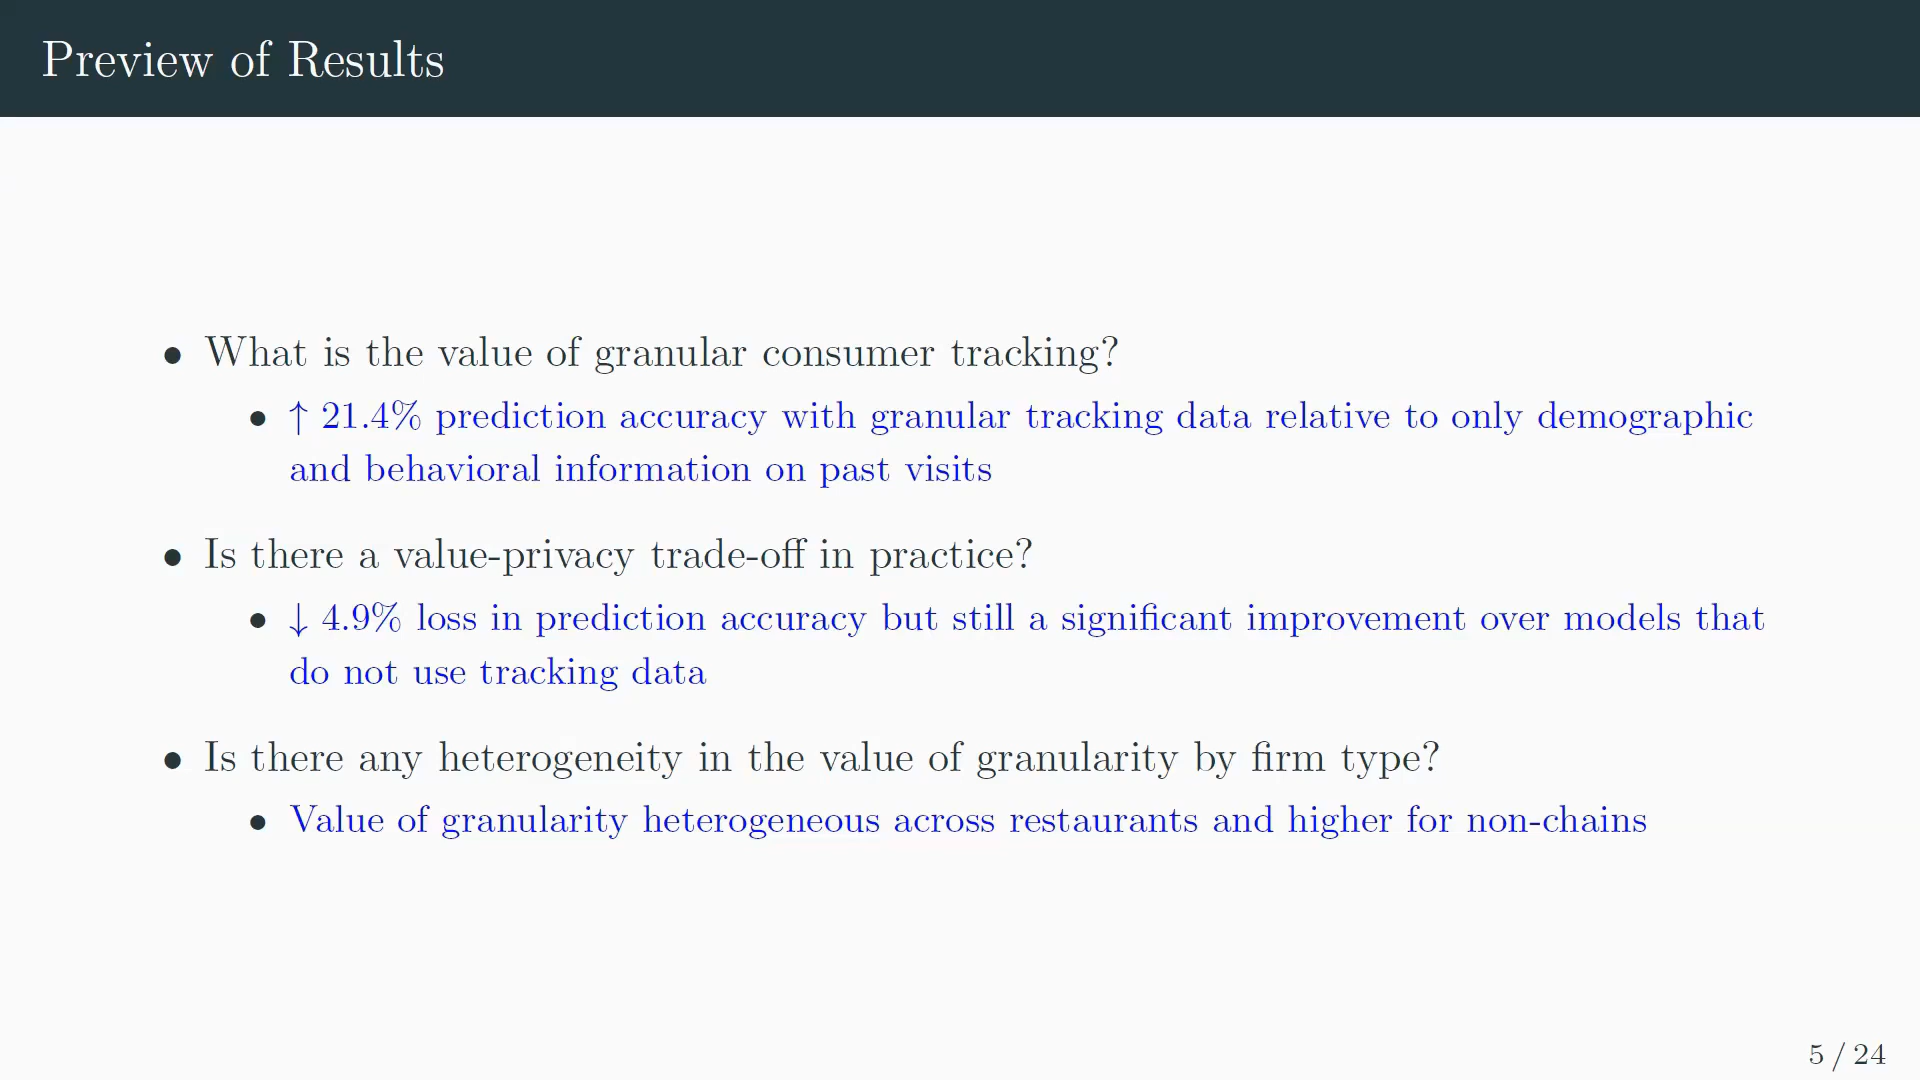 Preview of Results
• What is the value of granular consumer tracking?
• ↑ 21.4% prediction accuracy with granular tracking data relative to only demographic
and behavioral information on past visits
• Is there a value-privacy trade-off in practice?
• ↓ 4.9% loss in prediction accuracy but still a significant improvement over models that
do not use tracking data
• Is there any heterogeneity in the value of granularity by firm type?
• Value of granularity heterogeneous across restaurants and higher for non-chains
5 / 24